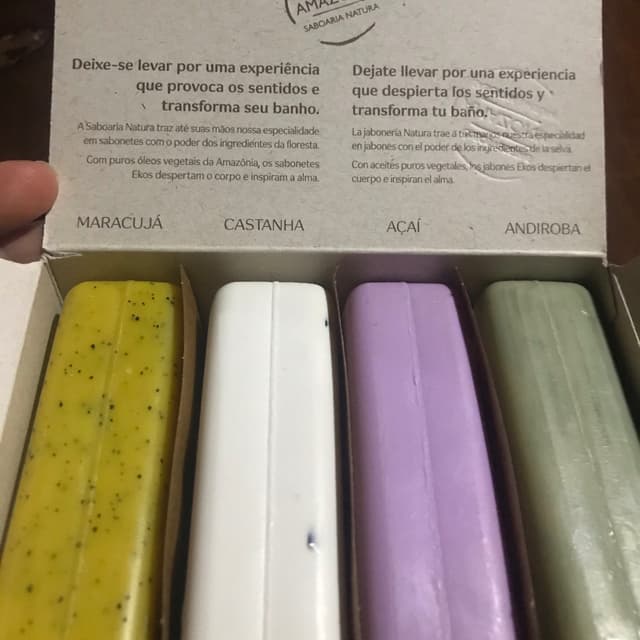 SABOARIA NATURA
Deixe-se levar por uma experiência
que provoca os sentidos e
transforma seu banho.
A Saboaria Natura traz até suas mãos nossa especialidade
em sabonetes com o poder dos ingredientes da floresta.
Com puros óleos vegetais da Amazônia, os sabonetes
Ekos despertam o corpo e inspiram a alma.
Dejate llevar por una experiencia
que despierta los sentidos y
transforma tu baño.
La jabonería Natura trae a tus manos nuestra especialidad
en jabones con el poder de los ingredientes de la selva.
Con aceites puros vegetales, los jabones Ekos despiertan el
cuerpo e inspiran el alma.
MARACUJÁ CASTANHA AÇAÍ ANDIROBA